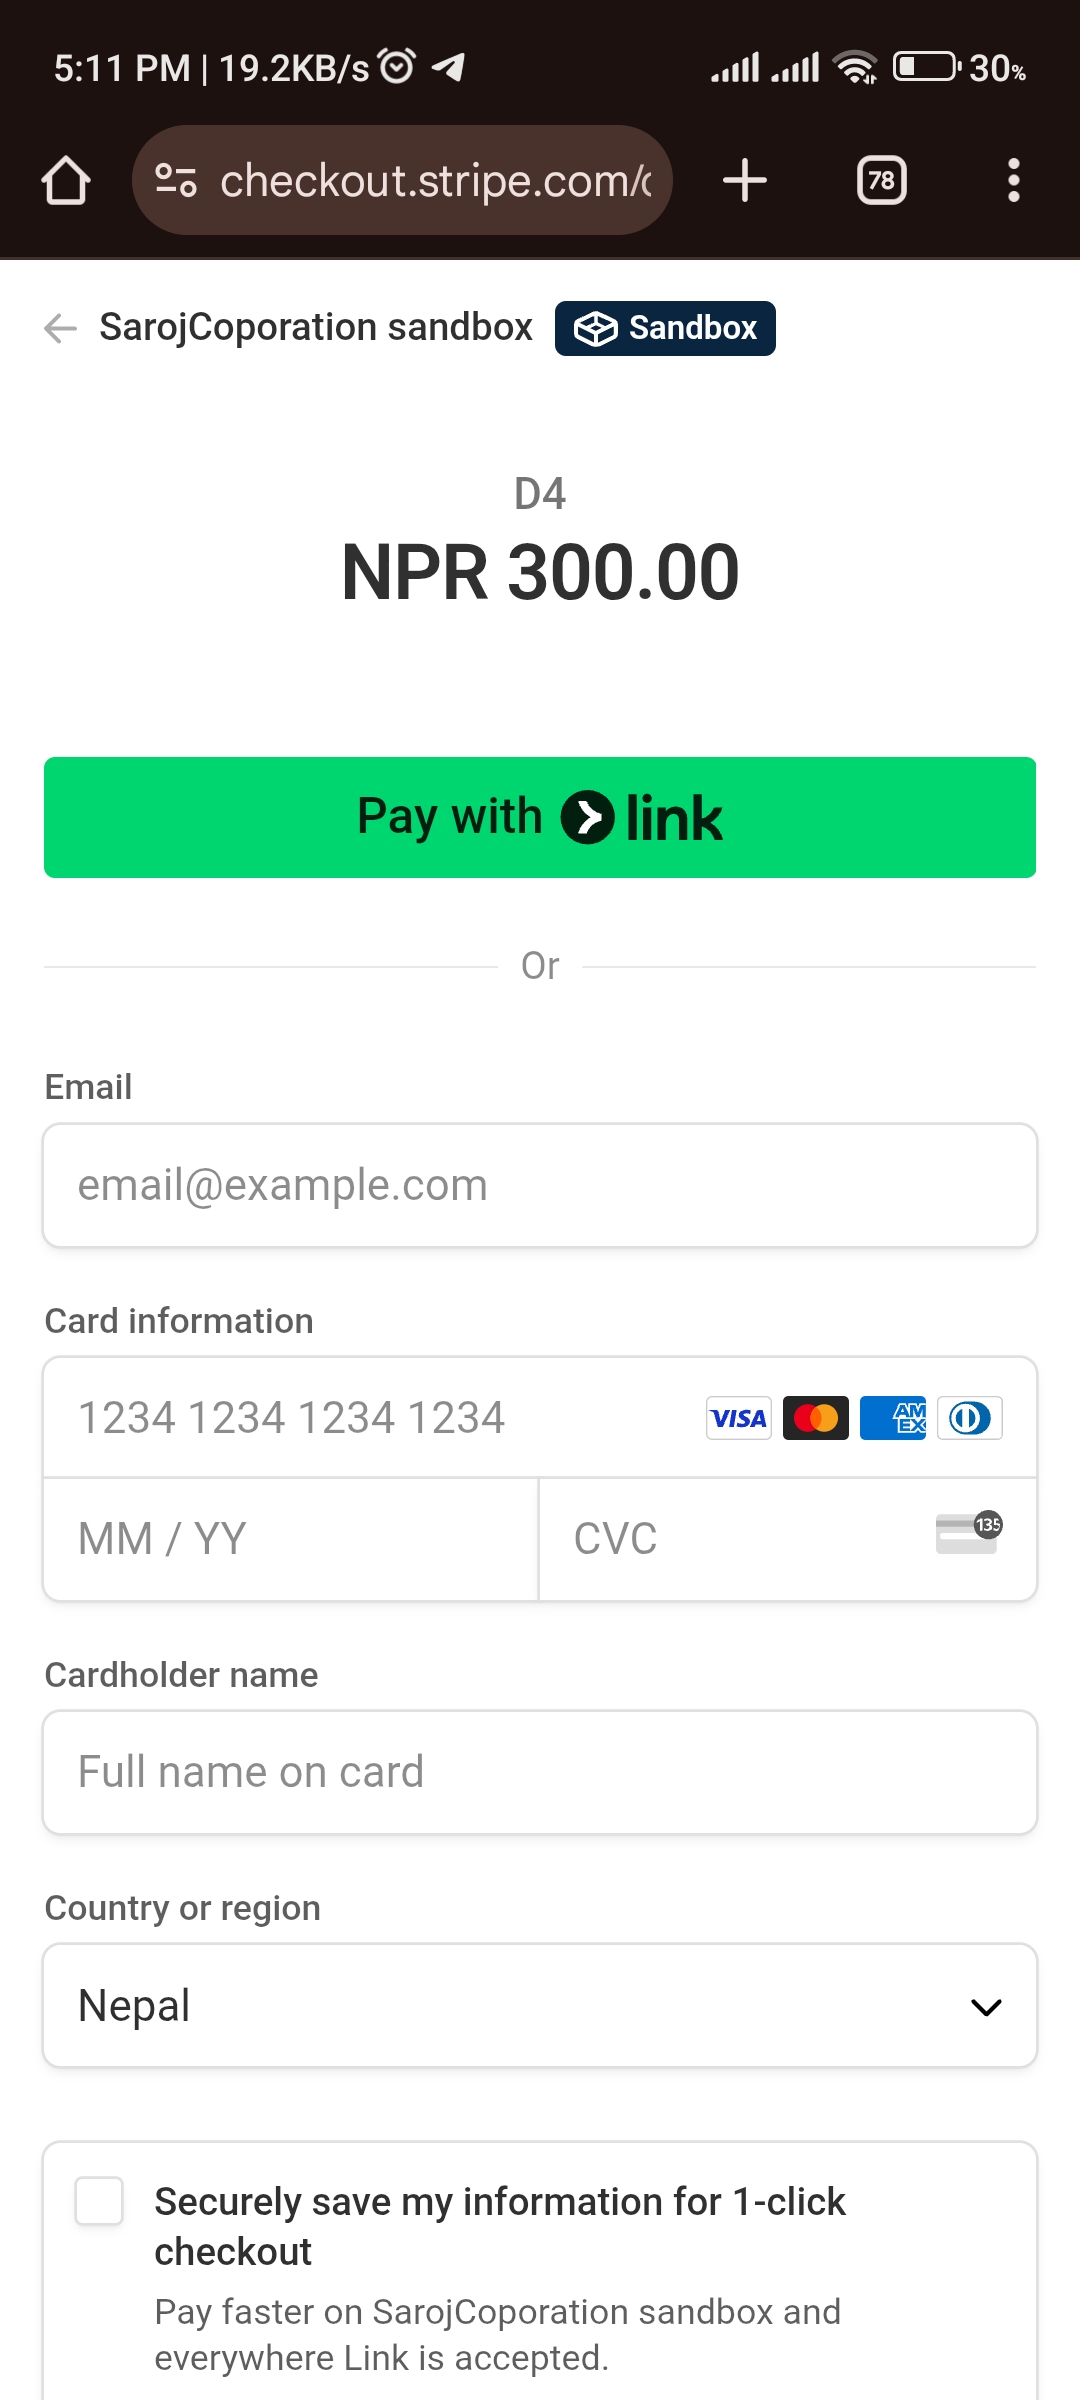 5:11 PM | 19.2KB/s 30%
checkout.stripe.com/ 78
SarojCoporation sandbox Sandbox
D4
NPR 300.00
Pay with link
Or
Email
email@example.com
Card information
1234 1234 1234 1234 VISA AM EX
MM / YY CVC 135
Cardholder name
Full name on card
Country or region
Nepal
Securely save my information for 1-click
checkout
Pay faster on SarojCoporation sandbox and
everywhere Link is accepted.